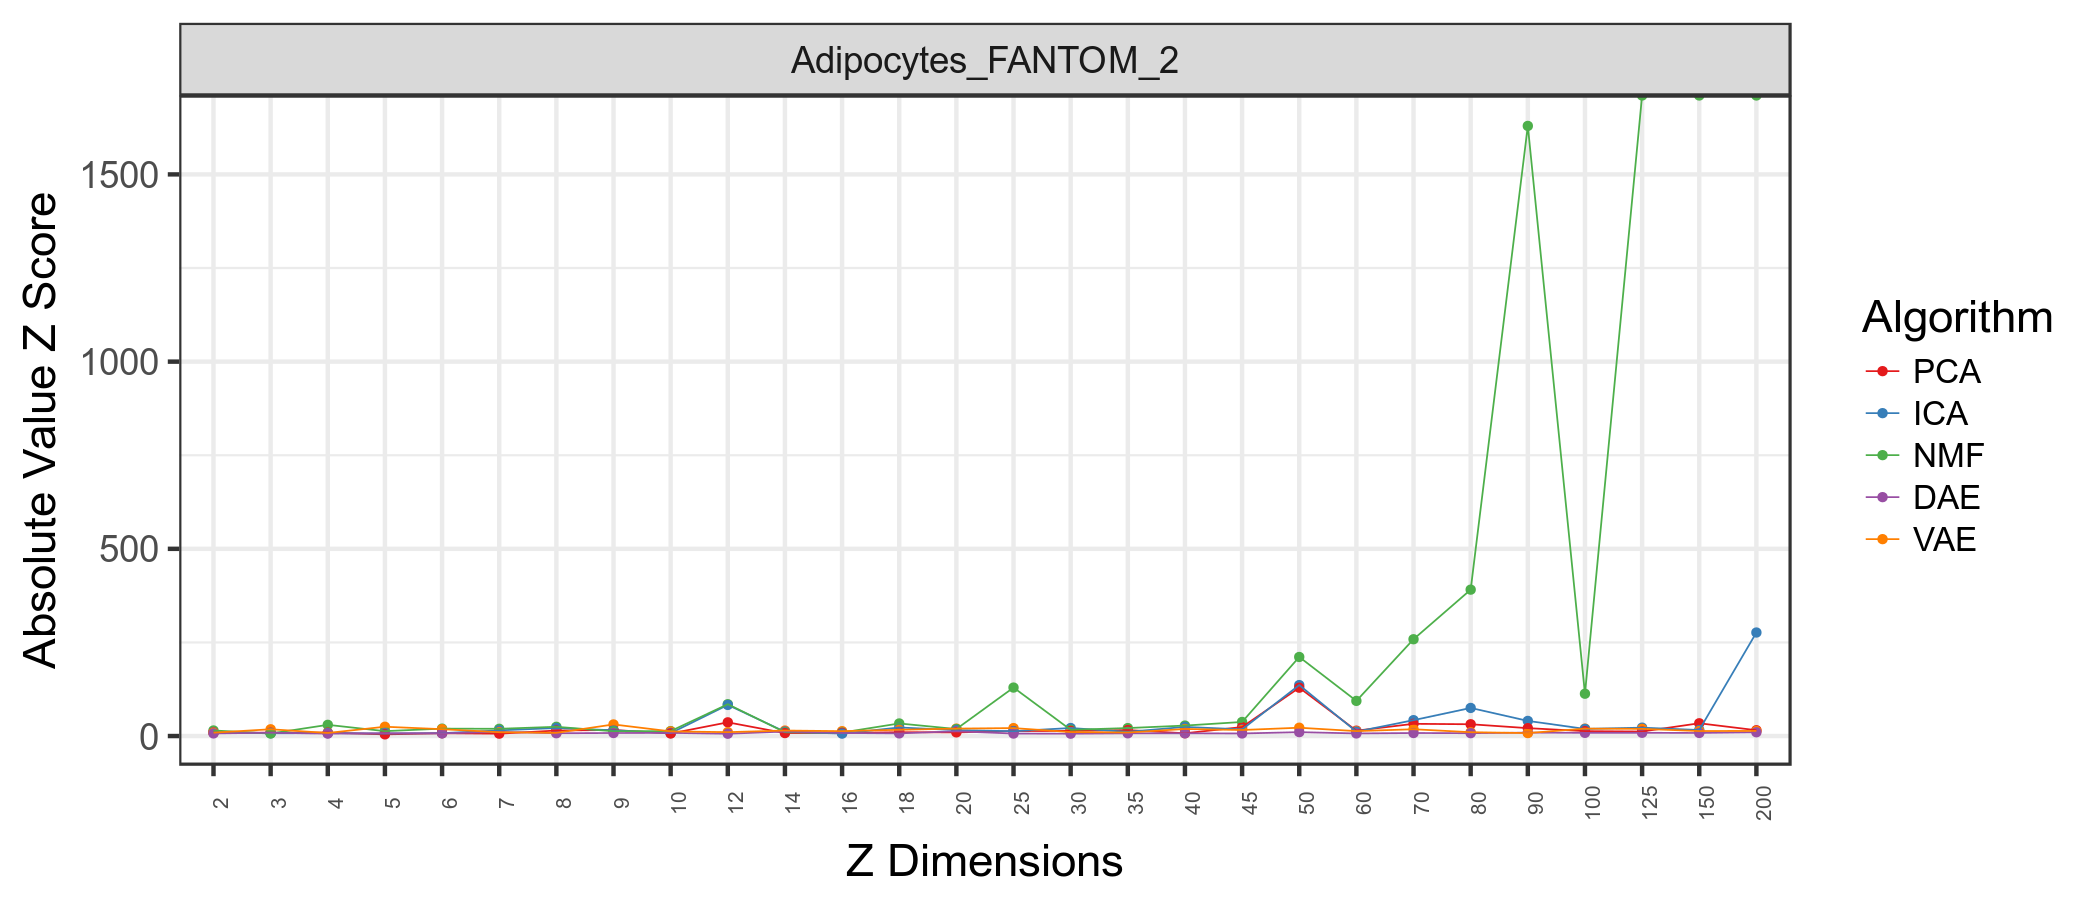 Adipocytes_FANTOM_2
Absolute Value Z Score
1500
1000
500
0
2 3 4 5 6 7 8 9 10 12 14 16 18 20 25 30 35 40 45 50 60 70 80 90 100 125 150 200
Z Dimensions
Algorithm
PCA
ICA
NMF
DAE
VAE